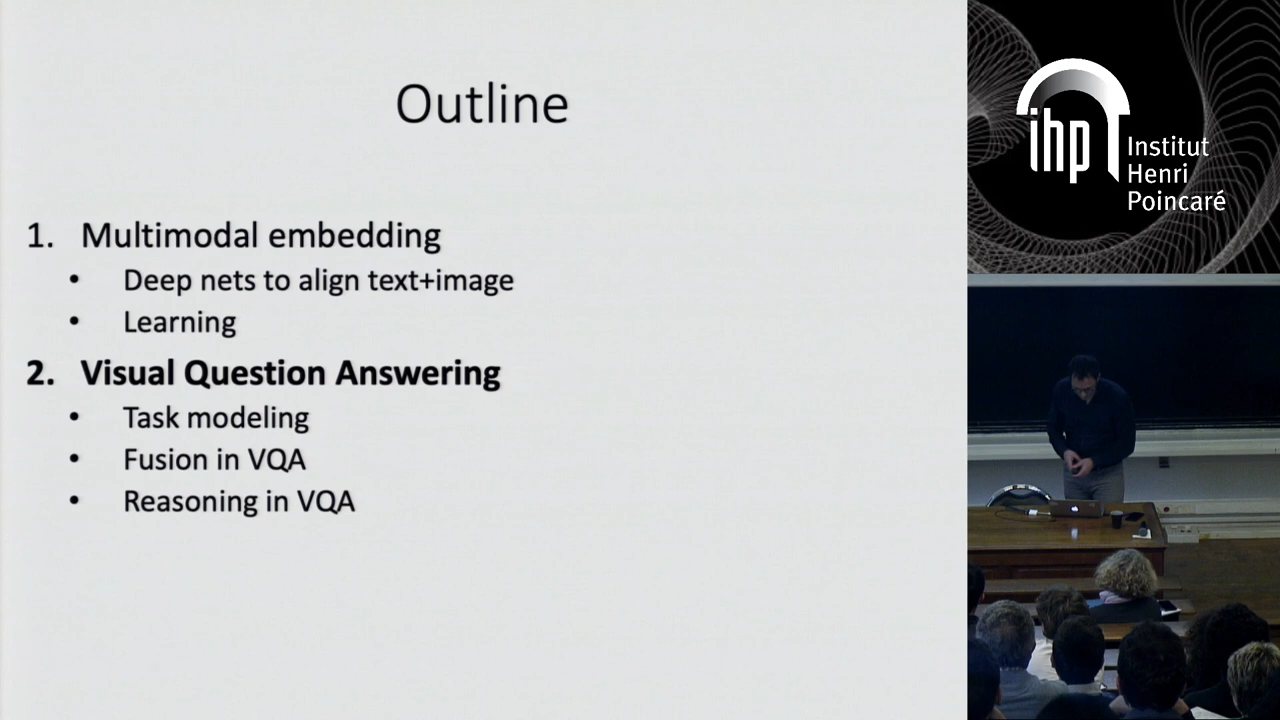 Outline
1. Multimodal embedding
• Deep nets to align text+image
• Learning
2. Visual Question Answering
• Task modeling
• Fusion in VQA
• Reasoning in VQA
ihp Institut
Henri
Poincaré